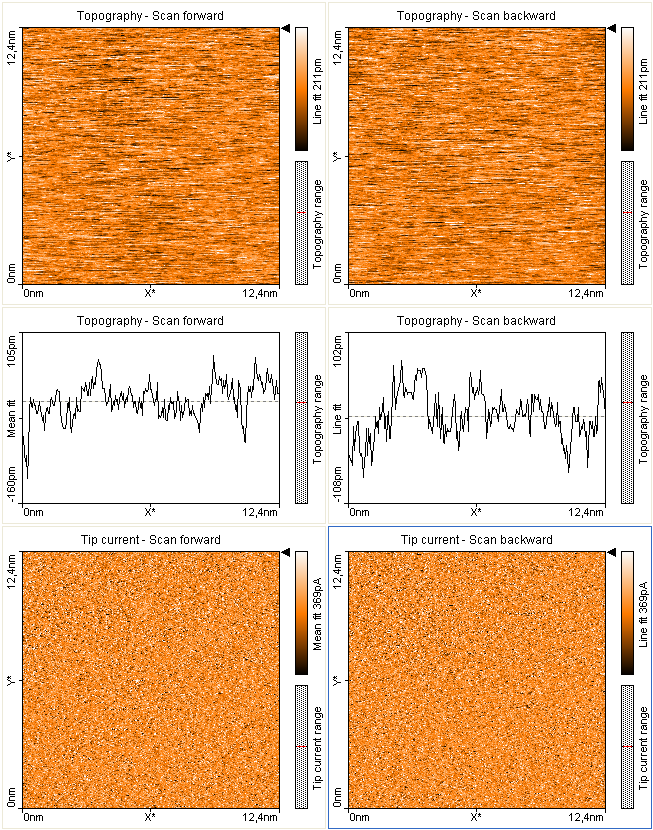 Topography - Scan forward
12,4nm
Y*
0nm
0nm
X*
12,4nm
Line fit 211pm
Topography range
Topography - Scan backward
12,4nm
Y*
0nm
0nm
X*
12,4nm
Line fit 211pm
Topography range
Topography - Scan forward
105pm
Mean fit
-160pm
0nm
X*
12,4nm
Topography range
Topography - Scan backward
102pm
Line fit
-108pm
0nm
X*
12,4nm
Topography range
Tip current - Scan forward
12,4nm
Y*
0nm
0nm
X*
12,4nm
Mean fit 369pA
Tip current range
Tip current - Scan backward
12,4nm
Y*
0nm
0nm
X*
12,4nm
Line fit 369pA
Tip current range